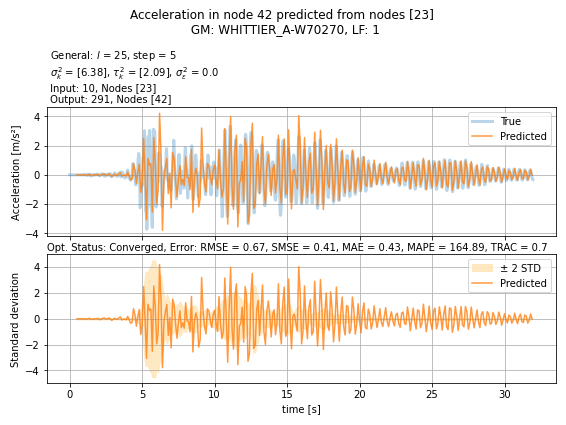 Acceleration in node 42 predicted from nodes [23]
GM: WHITTIER_A-W70270, LF: 1
General: l = 25, step = 5
σ²ₖ = [6.38], τ²ₖ = [2.09], σ²ε = 0.0
Input: 10, Nodes [23]
Output: 291, Nodes [42]
Acceleration [m/s²]
4
2
0
−2
−4
True
Predicted
Opt. Status: Converged, Error: RMSE = 0.67, SMSE = 0.41, MAE = 0.43, MAPE = 164.89, TRAC = 0.7
Standard deviation
4
2
0
−2
−4
± 2 STD
Predicted
0 5 10 15 20 25 30
time [s]